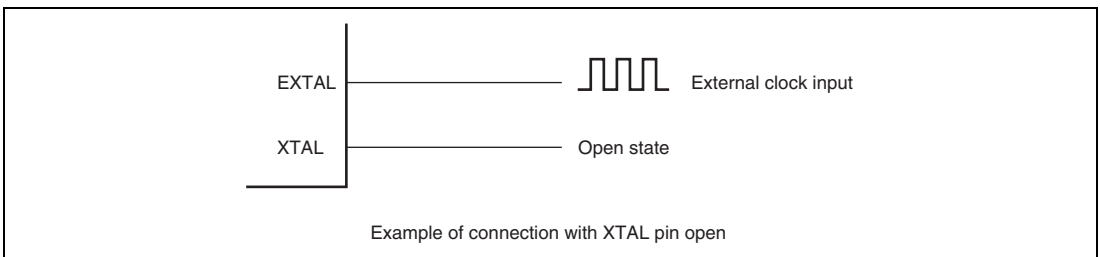 EXTAL External clock input
XTAL Open state
Example of connection with XTAL pin open